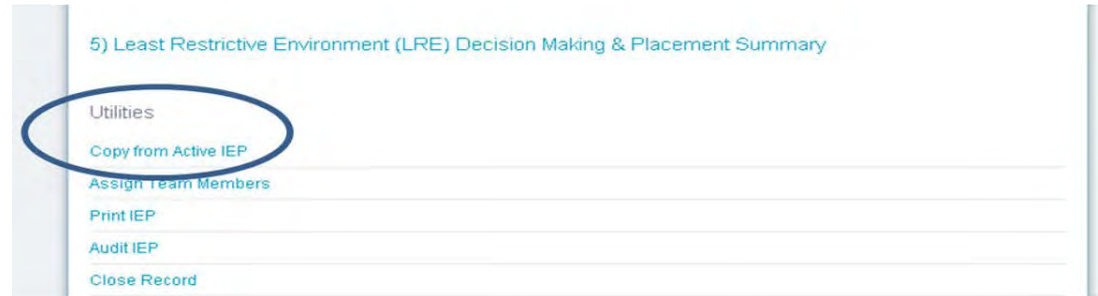 5) Least Restrictive Environment (LRE) Decision Making & Placement Summary
Utilities
Copy from Active IEP
Assign Team Members
Print IEP
Audit IEP
Close Record